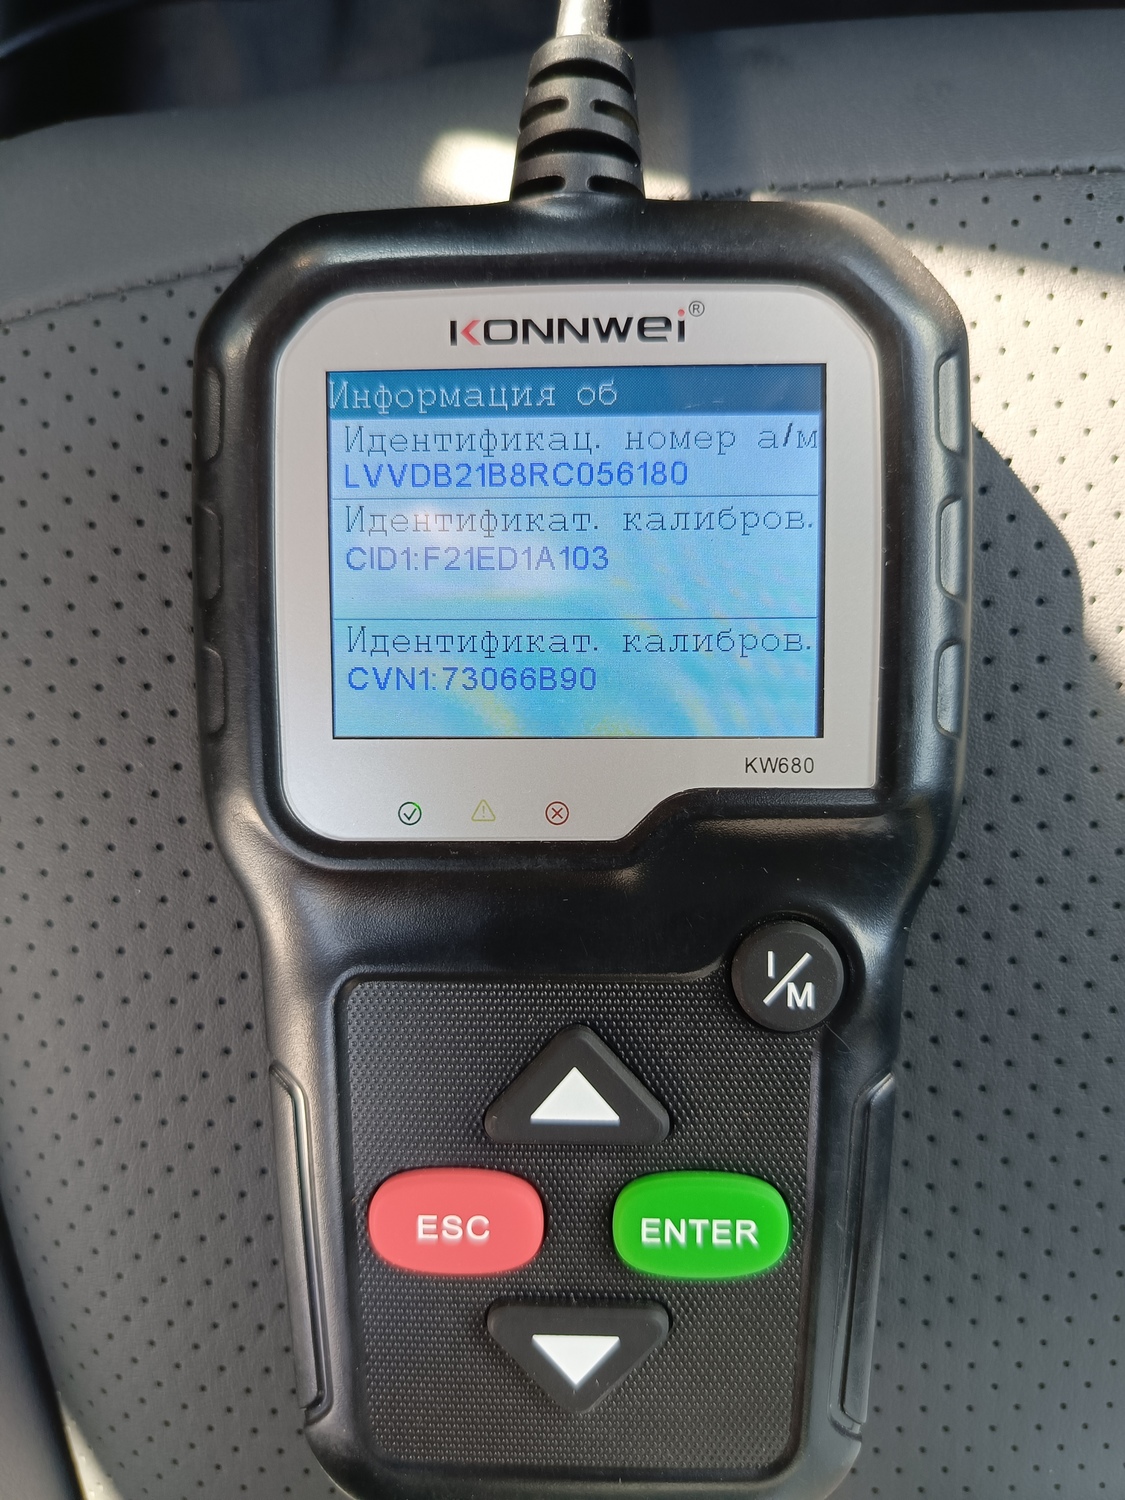 KONNWEI®
Информация об
Идентификац. номер а/м
LVVDB21B8RC056180
Идентификат. калибров.
CID1:F21ED1A103
Идентификат. калибров.
CVN1:73066B90
KW680
I/M
ESC
ENTER